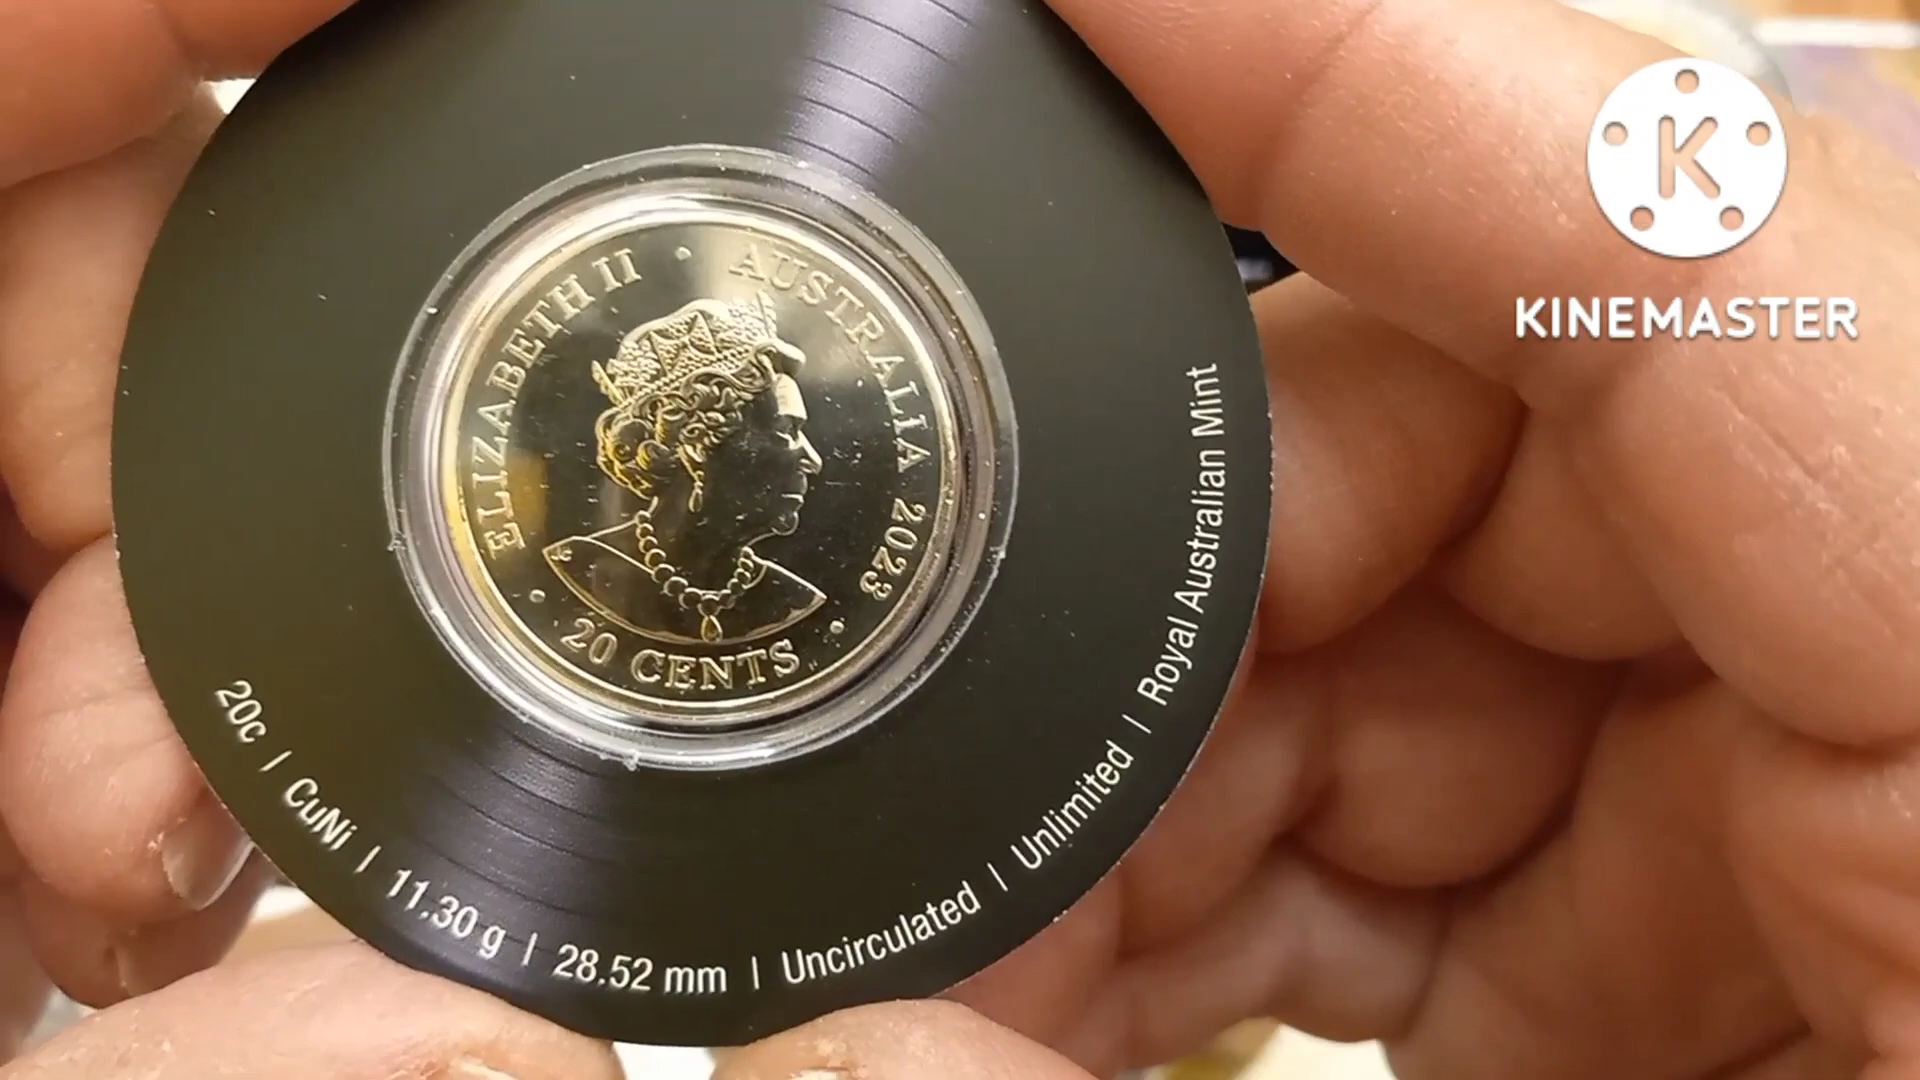 ELIZABETH II • AUSTRALIA 2023
• 20 CENTS •
JC
20c | CuNi | 11.30 g | 28.52 mm | Uncirculated | Unlimited | Royal Australian Mint
K
KINEMASTER